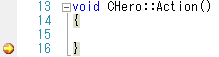 13 void CHero::Action()
14 {
15
16 }